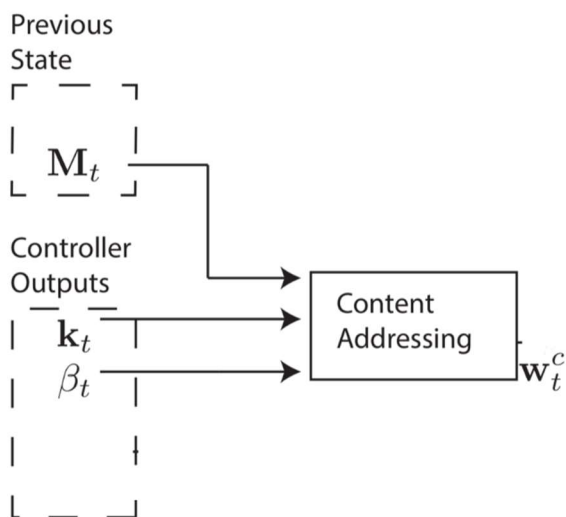 Previous
State
M_t
Controller
Outputs
k_t
β_t
Content
Addressing
w_t^c